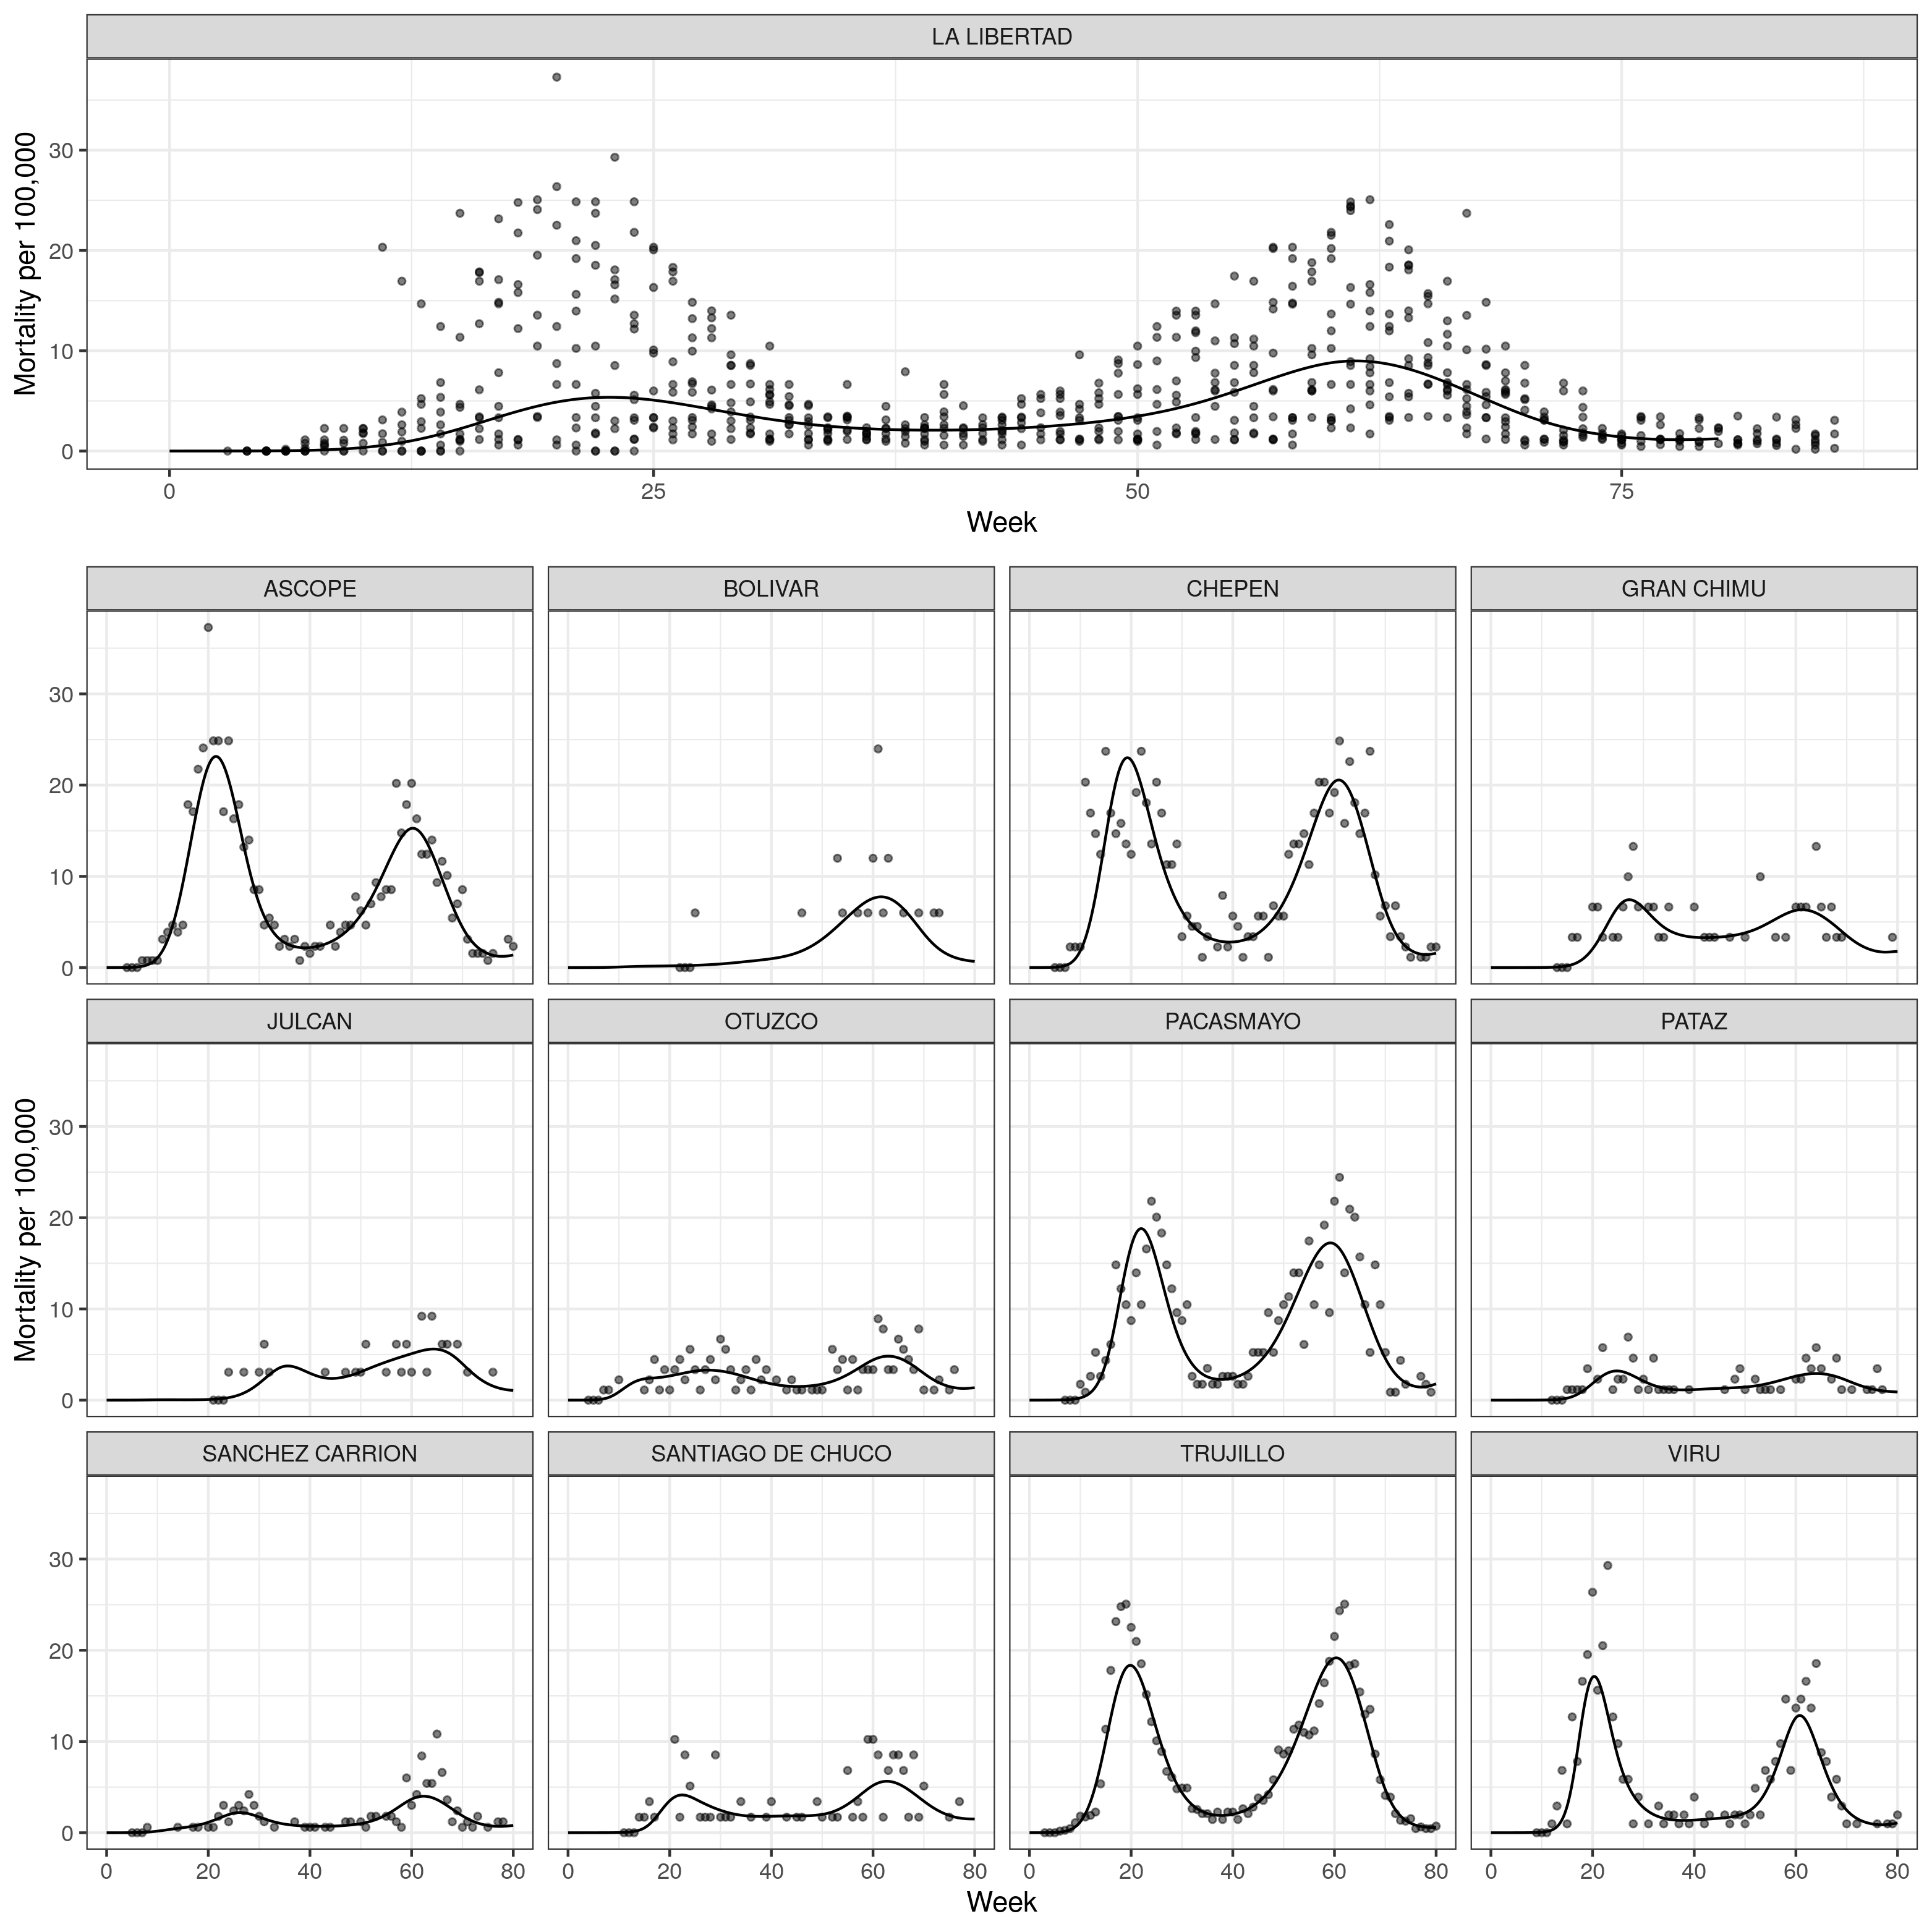 LA LIBERTAD
Mortality per 100,000
30
20
10
0
0 25 50 75
Week
ASCOPE BOLIVAR CHEPEN GRAN CHIMU
30
20
10
0
JULCAN OTUZCO PACASMAYO PATAZ
Mortality per 100,000
30
20
10
0
SANCHEZ CARRION SANTIAGO DE CHUCO TRUJILLO VIRU
30
20
10
0
0 20 40 60 80 0 20 40 60 80 0 20 40 60 80 0 20 40 60 80
Week